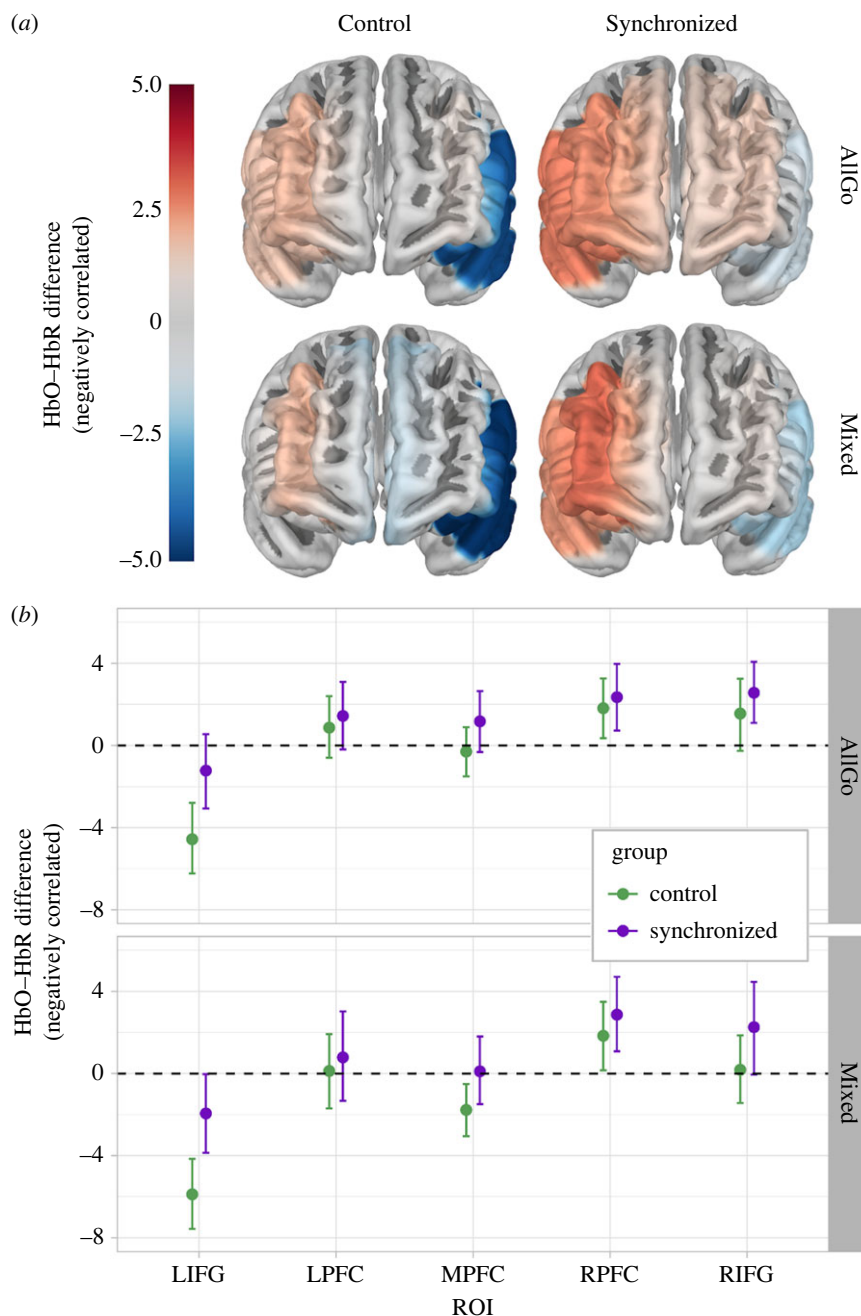 (a)
Control
Synchronized
HbO–HbR difference
(negatively correlated)
5.0
2.5
0
–2.5
–5.0
AllGo
Mixed
(b)
HbO–HbR difference
(negatively correlated)
4
0
–4
–8
AllGo
group
control
synchronized
4
0
–4
–8
Mixed
LIFG LPFC MPFC RPFC RIFG
ROI